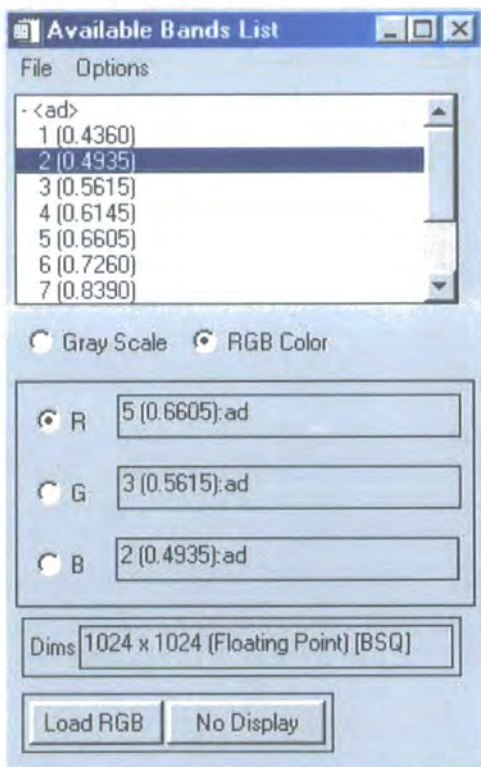 Available Bands List
File Options
- <ad>
1 (0.4360)
2 (0.4935)
3 (0.5615)
4 (0.6145)
5 (0.6605)
6 (0.7260)
7 (0.8390)
Gray Scale RGB Color
R 5 (0.6605):ad
G 3 (0.5615):ad
B 2 (0.4935):ad
Dims 1024 x 1024 (Floating Point) [BSQ]
Load RGB No Display